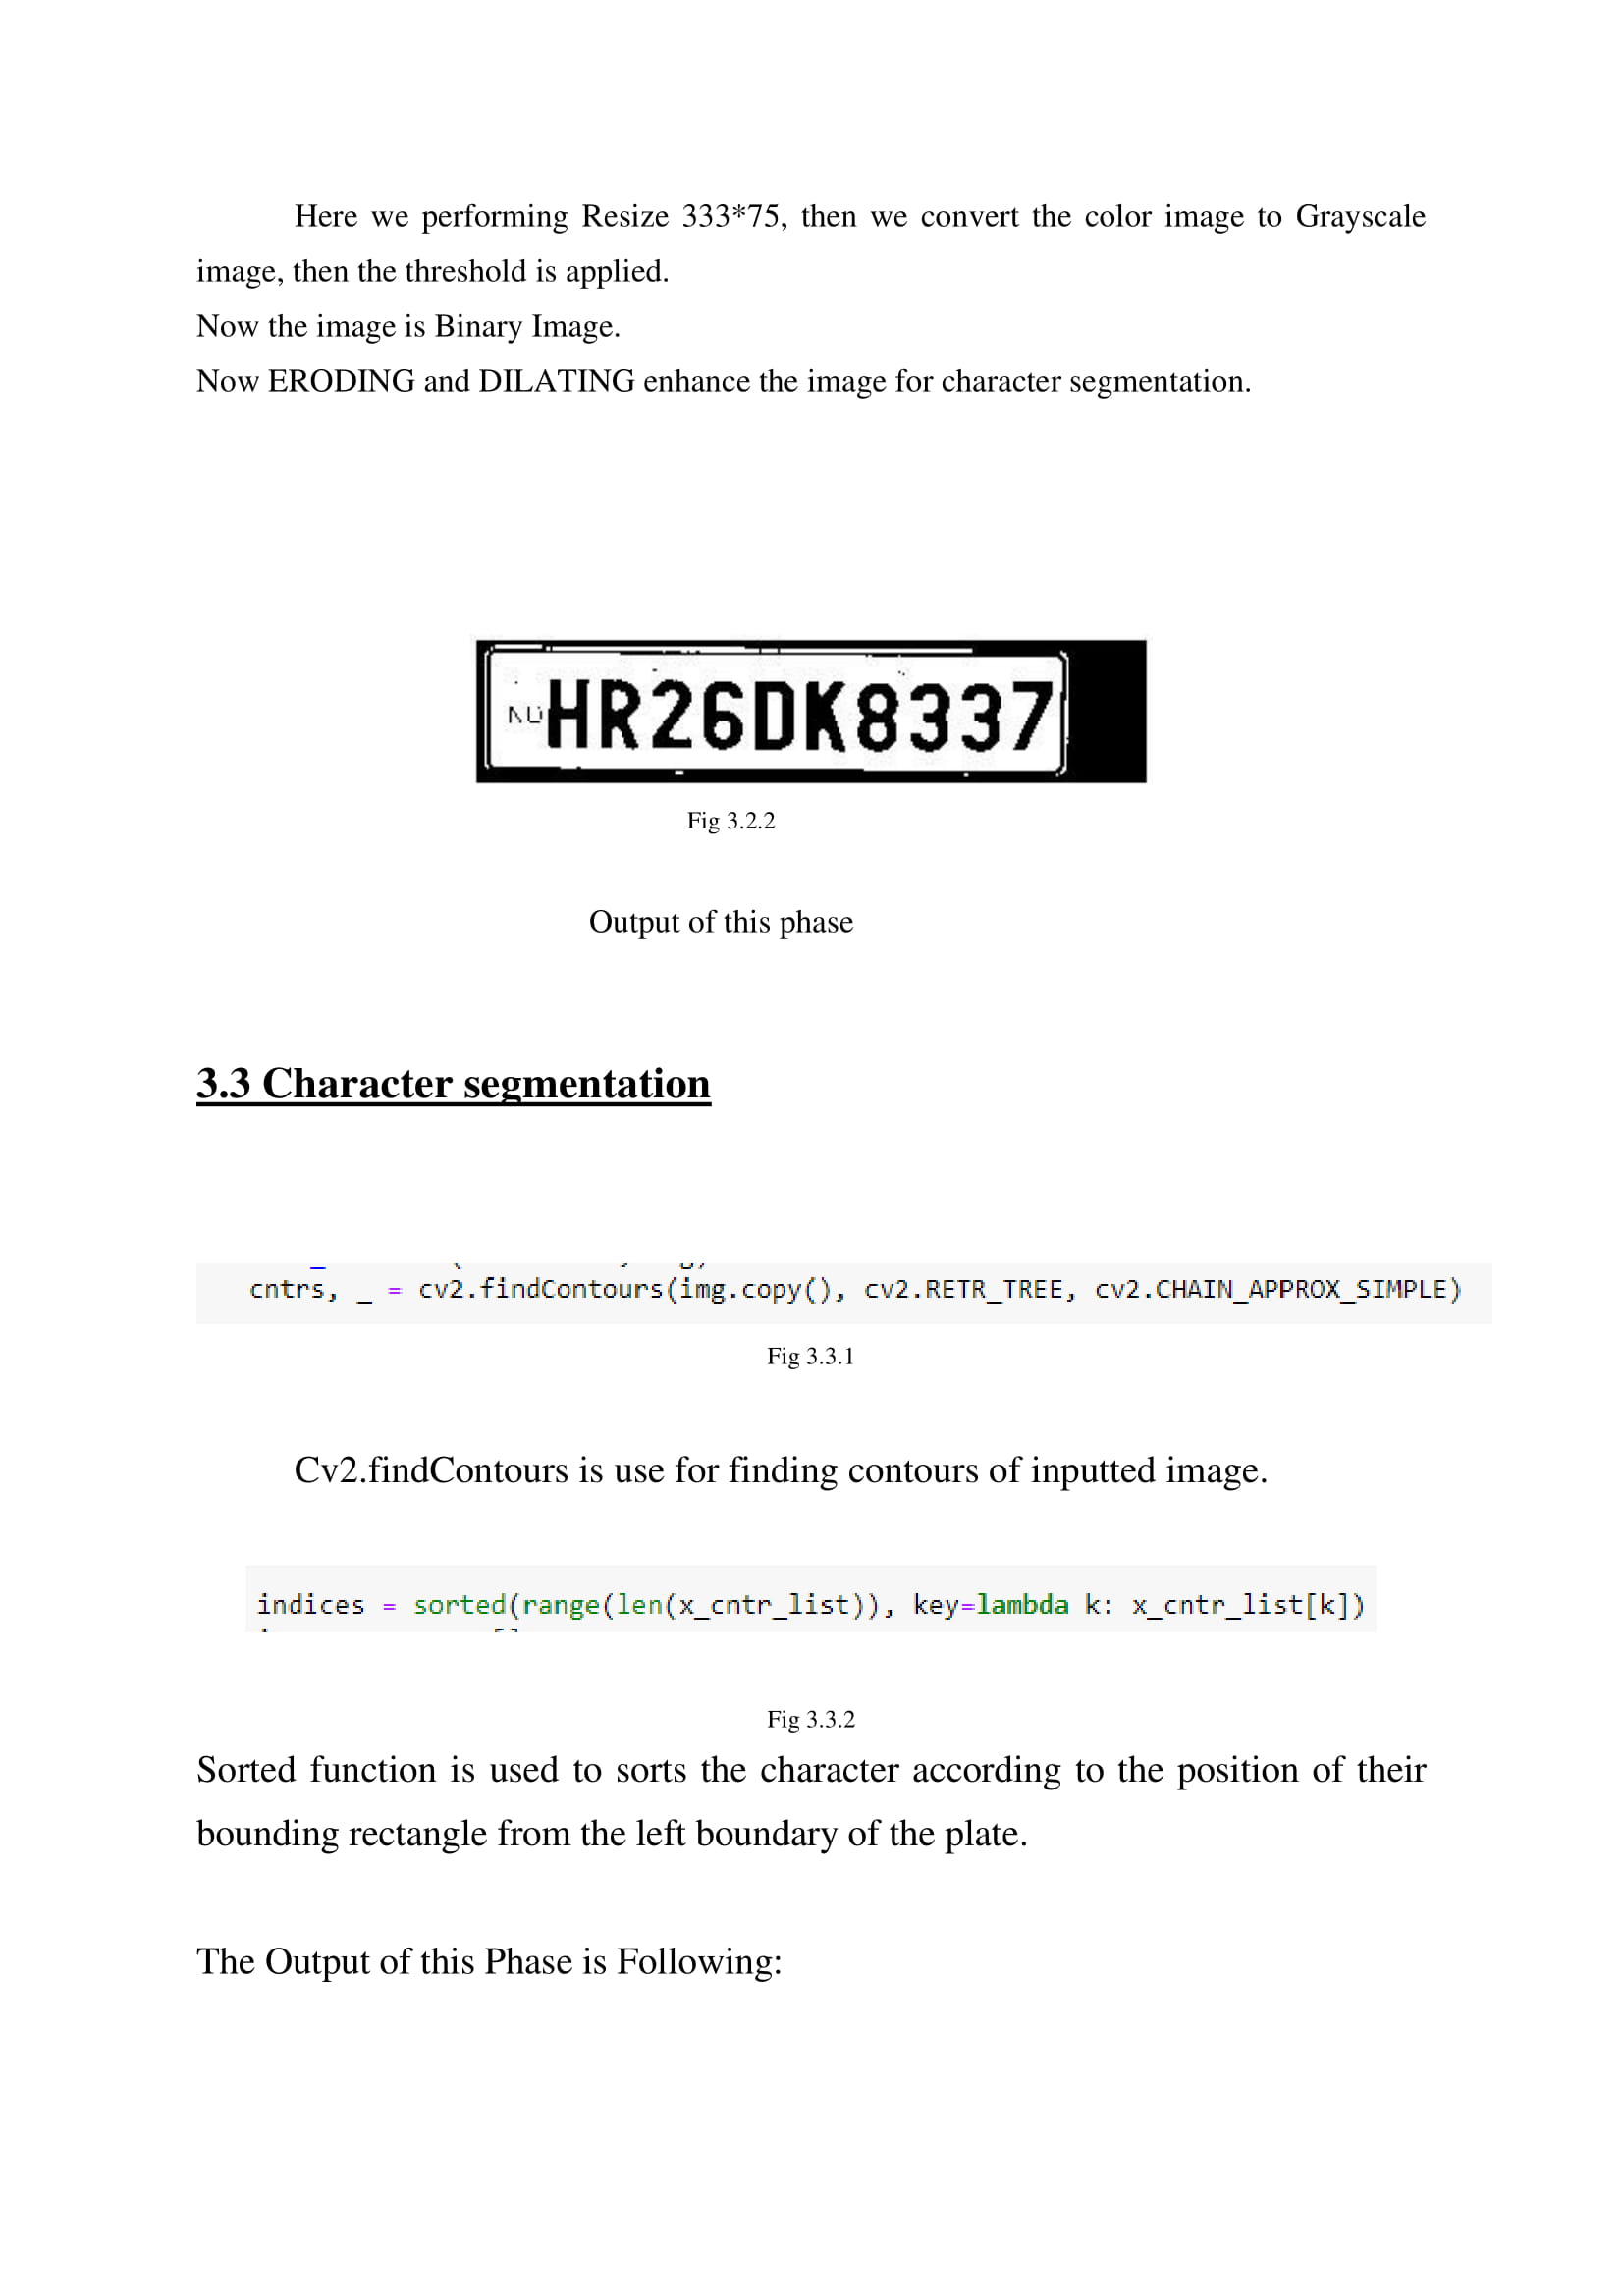 Here we performing Resize 333*75, then we convert the color image to Grayscale
image, then the threshold is applied.
Now the image is Binary Image.
Now ERODING and DILATING enhance the image for character segmentation.
HR26DK8337
Fig 3.2.2
Output of this phase
3.3 Character segmentation
cntrs, _ = cv2.findContours(img.copy(), cv2.RETR_TREE, cv2.CHAIN_APPROX_SIMPLE)
Fig 3.3.1
Cv2.findContours is use for finding contours of inputted image.
indices = sorted(range(len(x_cntr_list)), key=lambda k: x_cntr_list[k])
Fig 3.3.2
Sorted function is used to sorts the character according to the position of their
bounding rectangle from the left boundary of the plate.
The Output of this Phase is Following: